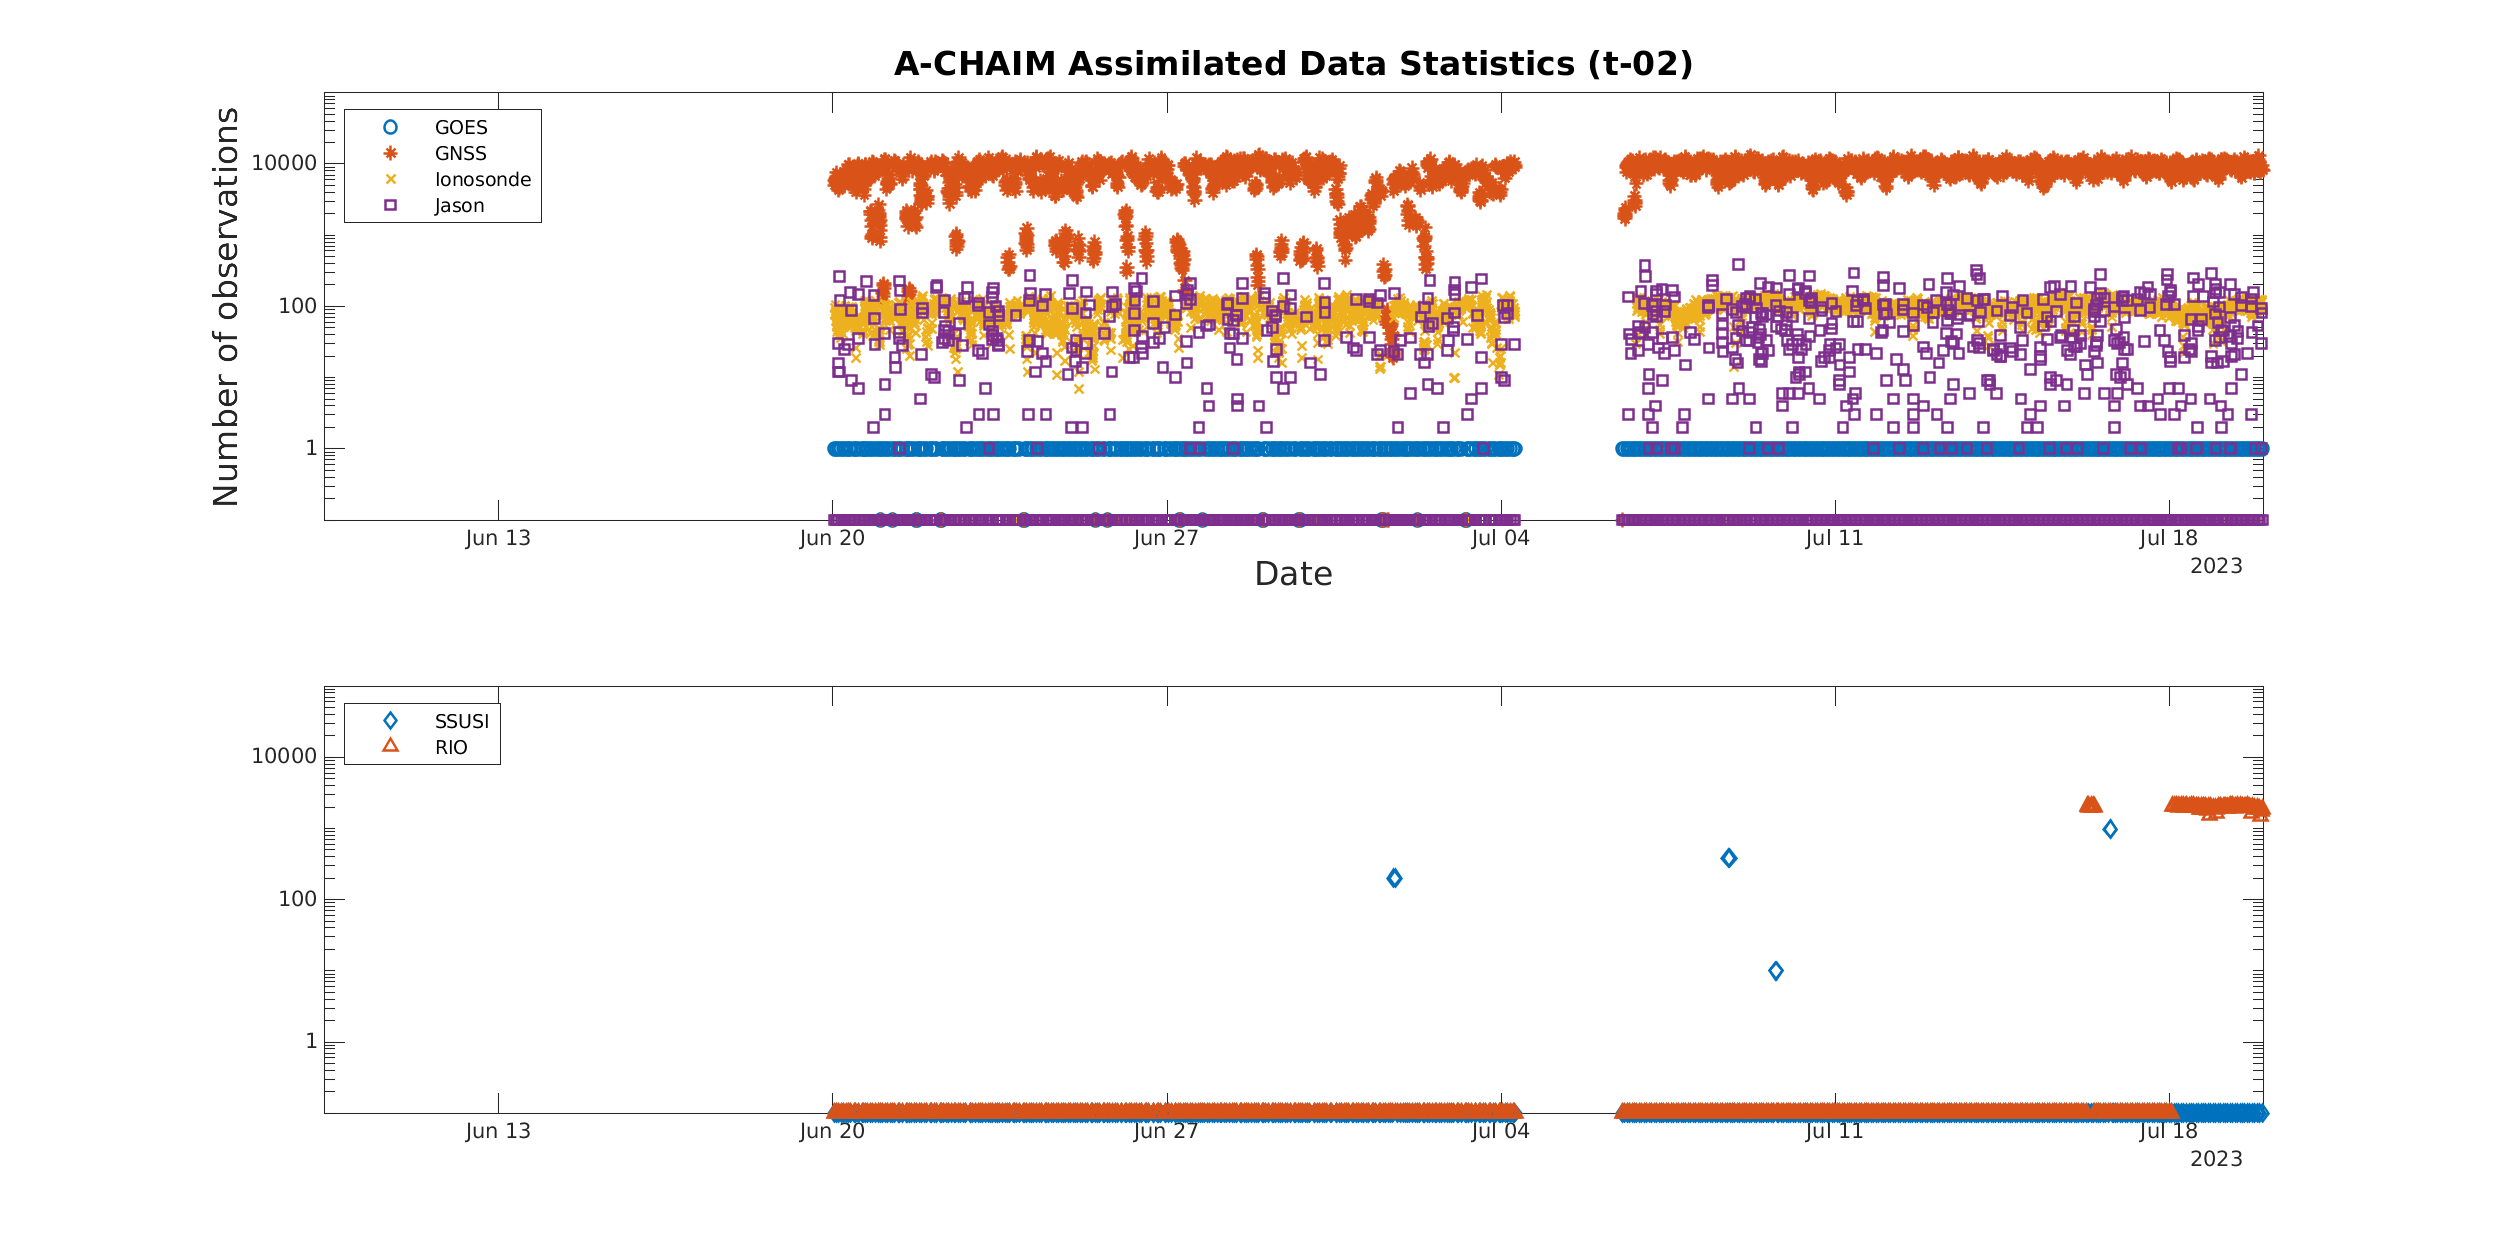 A-CHAIM Assimilated Data Statistics (t-02)
Number of observations
GOES
GNSS
Ionosonde
Jason
10000
100
1
Jun 13
Jun 20
Jun 27
Jul 04
Jul 11
Jul 18
2023
Date
SSUSI
RIO
10000
100
1
Jun 13
Jun 20
Jun 27
Jul 04
Jul 11
Jul 18
2023